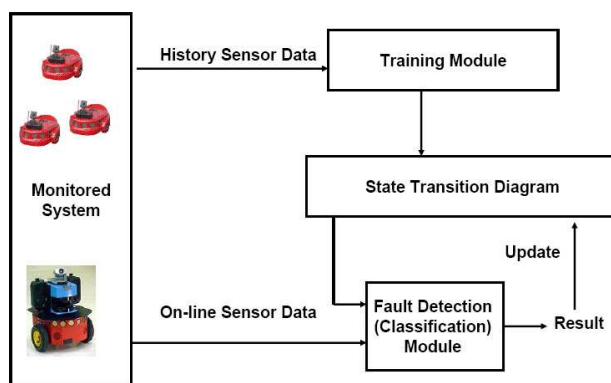 History Sensor Data
Training Module
Monitored
System
State Transition Diagram
Update
On-line Sensor Data
Fault Detection
(Classification)
Module
Result